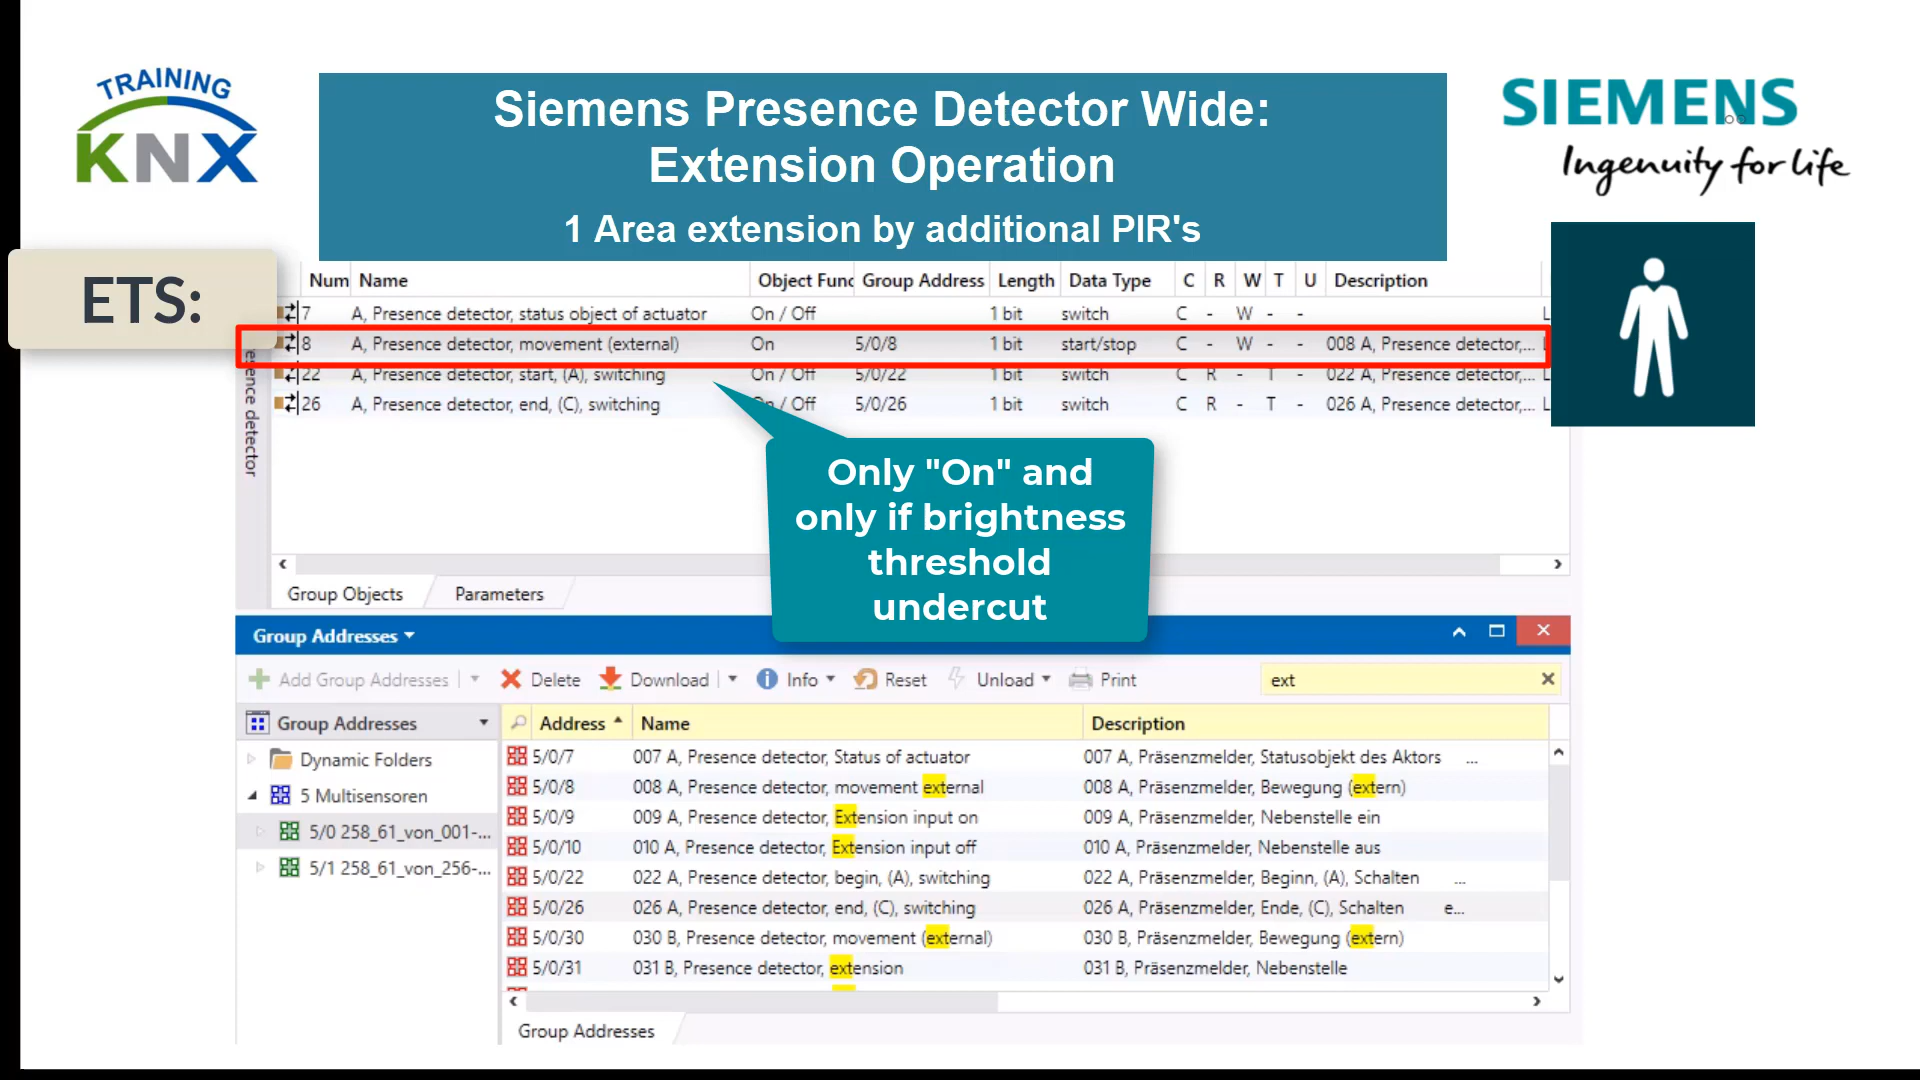 TRAINING
KNX
Siemens Presence Detector Wide:
Extension Operation
1 Area extension by additional PIR's
SIEMENS
Ingenuity for life
ETS:
Num Name Object Func Group Address Length Data Type C R W T U Description
7 A, Presence detector, status object of actuator On / Off 1 bit switch C - W - -
8 A, Presence detector, movement (external) On 5/0/8 1 bit start/stop C - W - - 008 A, Presence detector,...
22 A, Presence detector, start, (A), switching On / Off 5/0/22 1 bit switch C R - T - 022 A, Presence detector,...
26 A, Presence detector, end, (C), switching On / Off 5/0/26 1 bit switch C R - T - 026 A, Presence detector,...
esence detector
Only "On" and
only if brightness
threshold
undercut
Group Objects Parameters
Group Addresses
Add Group Addresses Delete Download Info Reset Unload Print ext
Group Addresses
Dynamic Folders
5 Multisensoren
5/0 258_61_von_001-...
5/1 258_61_von_256-...
Address Name Description
5/0/7 007 A, Presence detector, Status of actuator 007 A, Präsenzmelder, Statusobjekt des Aktors ...
5/0/8 008 A, Presence detector, movement external 008 A, Präsenzmelder, Bewegung (extern)
5/0/9 009 A, Presence detector, Extension input on 009 A, Präsenzmelder, Nebenstelle ein
5/0/10 010 A, Presence detector, Extension input off 010 A, Präsenzmelder, Nebenstelle aus
5/0/22 022 A, Presence detector, begin, (A), switching 022 A, Präsenzmelder, Beginn, (A), Schalten ...
5/0/26 026 A, Presence detector, end, (C), switching 026 A, Präsenzmelder, Ende, (C), Schalten e...
5/0/30 030 B, Presence detector, movement (external) 030 B, Präsenzmelder, Bewegung (extern)
5/0/31 031 B, Presence detector, extension 031 B, Präsenzmelder, Nebenstelle
Group Addresses